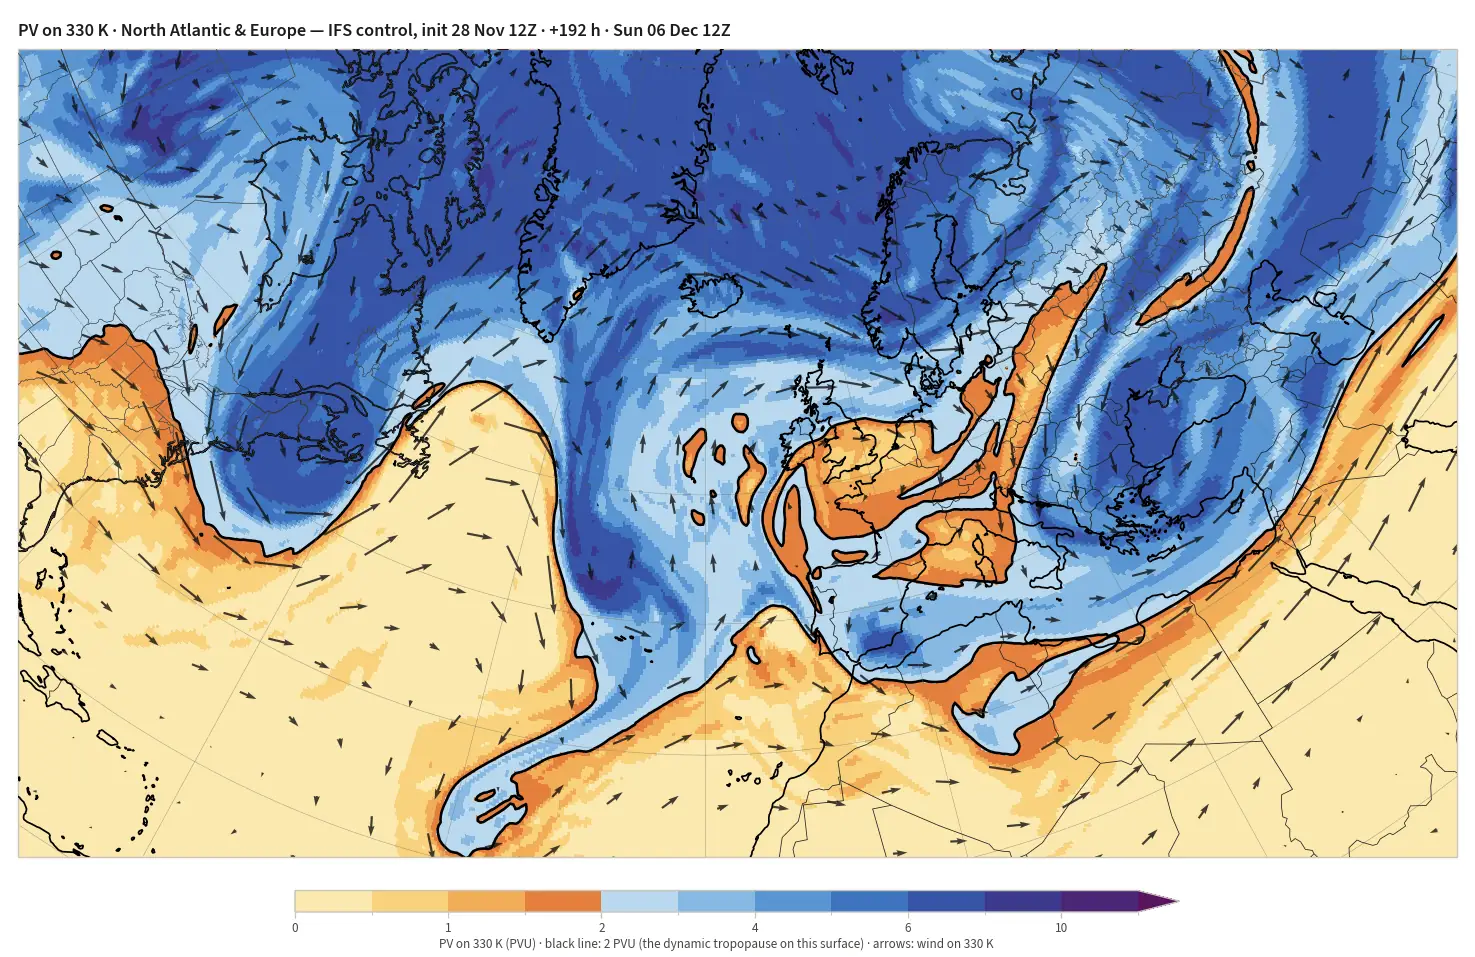 PV on 330 K · North Atlantic & Europe — IFS control, init 28 Nov 12Z · +192 h · Sun 06 Dec 12Z
0 1 2 4 6 10
PV on 330 K (PVU) · black line: 2 PVU (the dynamic tropopause on this surface) · arrows: wind on 330 K